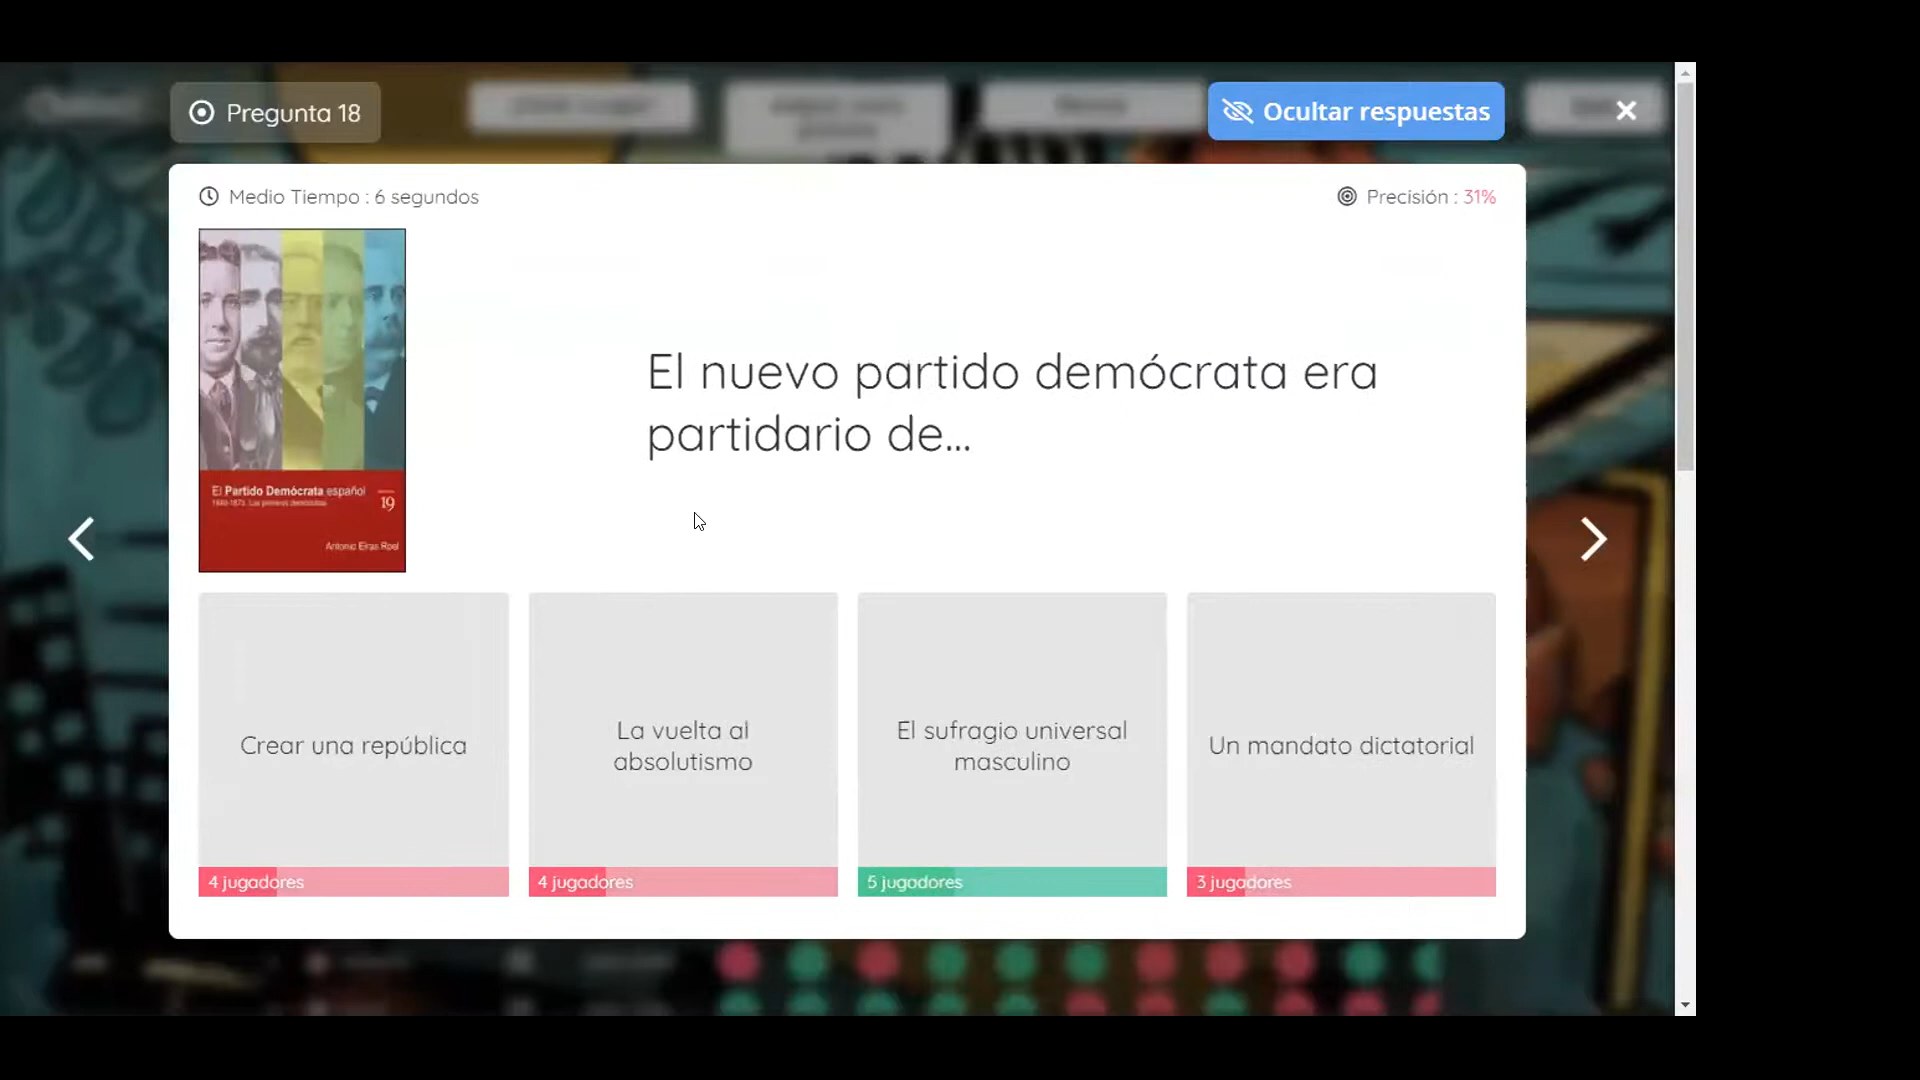 Pregunta 18
Ocultar respuestas
Medio Tiempo : 6 segundos
Precisión : 31%
El Partido Demócrata español
19
Antonio Eiras Roel
El nuevo partido demócrata era
partidario de...
Crear una república
La vuelta al
absolutismo
El sufragio universal
masculino
Un mandato dictatorial
4 jugadores
4 jugadores
5 jugadores
3 jugadores